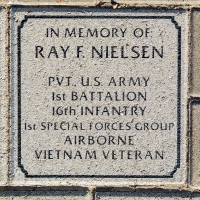 IN MEMORY OF
RAY F. NIELSEN
PVT. U.S. ARMY
1st BATTALION
16th INFANTRY
1st SPECIAL FORCES GROUP
AIRBORNE
VIETNAM VETERAN